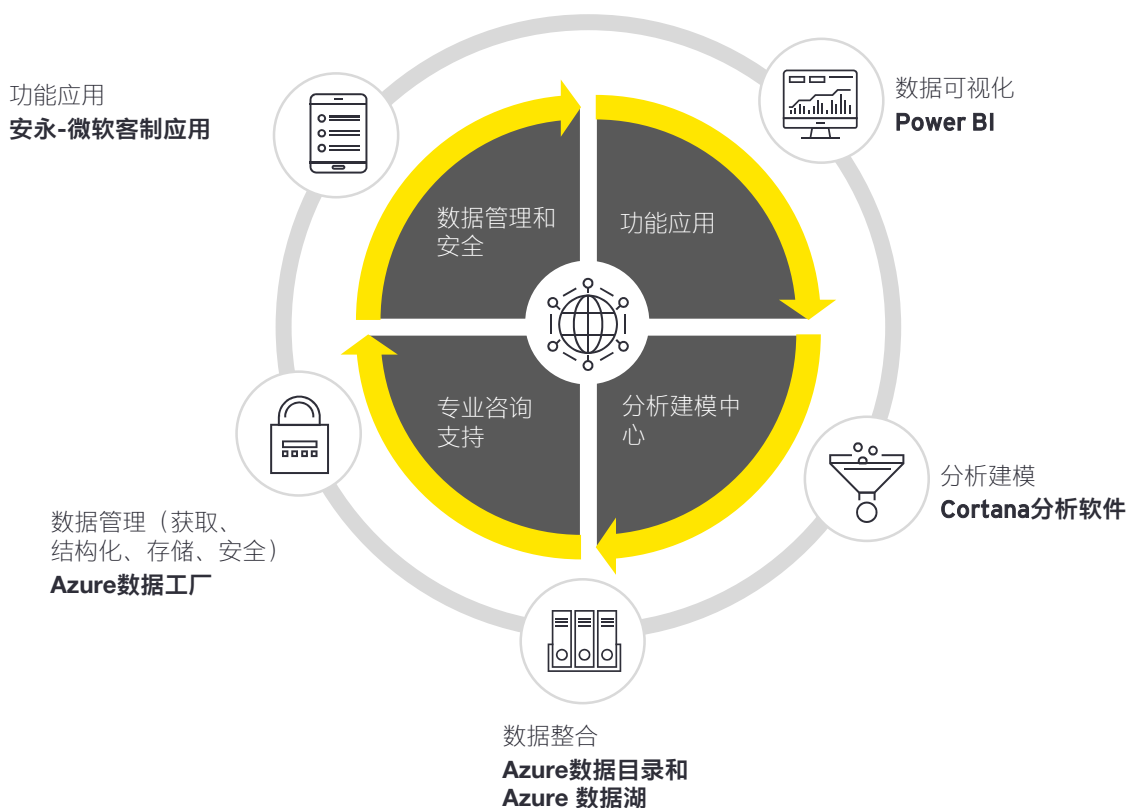 功能应用
安永-微软客制应用
数据可视化
Power BI
数据管理和
安全
功能应用
专业咨询
支持
分析建模中
心
分析建模
Cortana分析软件
数据管理（获取、
结构化、存储、安全）
Azure数据工厂
数据整合
Azure数据目录和
Azure 数据湖